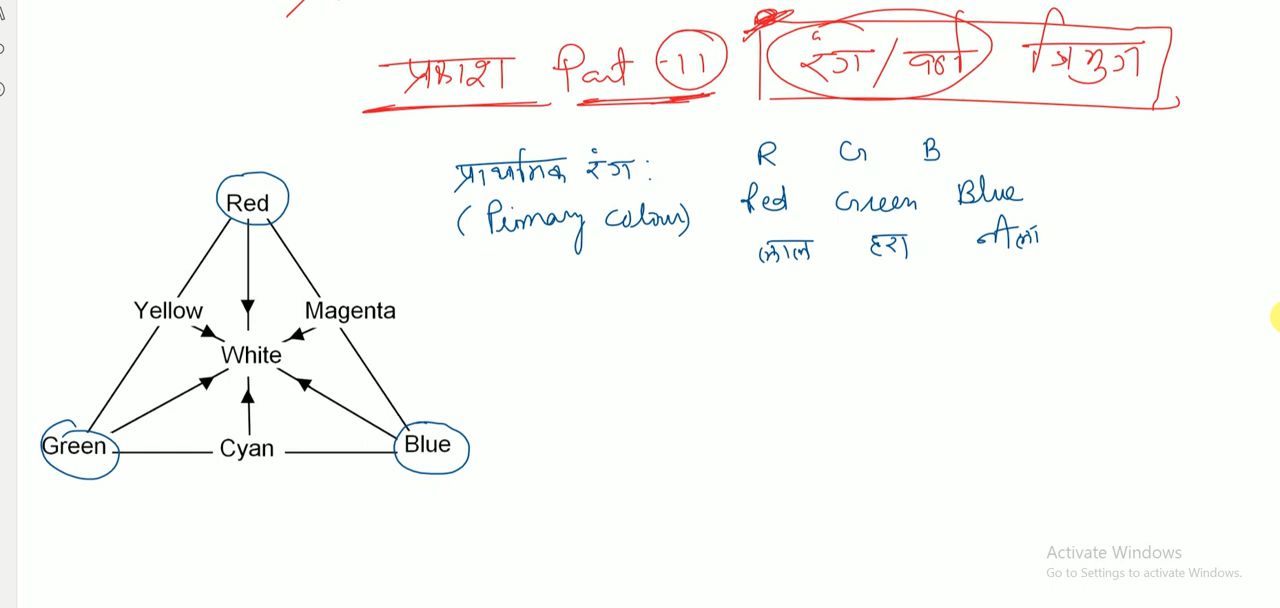 प्रकाश Part -11 रंग/वर्ण त्रिभुज
प्राथमिक रंग :
(Primary colour)
R G B
Red Green Blue
लाल हरा नीला
Red
Yellow Magenta
White
Green Cyan Blue
Activate Windows
Go to Settings to activate Windows.